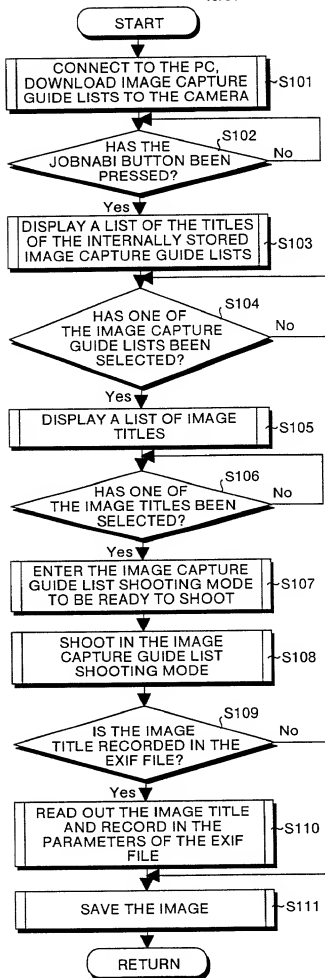 START
CONNECT TO THE PC,
DOWNLOAD IMAGE CAPTURE
GUIDE LISTS TO THE CAMERA
S101
S102
HAS THE
JOBNABI BUTTON BEEN
PRESSED?
No
Yes
DISPLAY A LIST OF THE TITLES
OF THE INTERNALLY STORED
IMAGE CAPTURE GUIDE LISTS
S103
S104
HAS ONE OF
THE IMAGE CAPTURE
GUIDE LISTS BEEN
SELECTED?
No
Yes
DISPLAY A LIST OF IMAGE
TITLES
S105
S106
HAS ONE OF
THE IMAGE TITLES BEEN
SELECTED?
No
Yes
ENTER THE IMAGE CAPTURE
GUIDE LIST SHOOTING MODE
TO BE READY TO SHOOT
S107
SHOOT IN THE IMAGE
CAPTURE GUIDE LIST
SHOOTING MODE
S108
S109
IS THE IMAGE
TITLE RECORDED IN THE
EXIF FILE?
No
Yes
READ OUT THE IMAGE TITLE
AND RECORD IN THE
PARAMETERS OF THE EXIF
FILE
S110
SAVE THE IMAGE
S111
RETURN